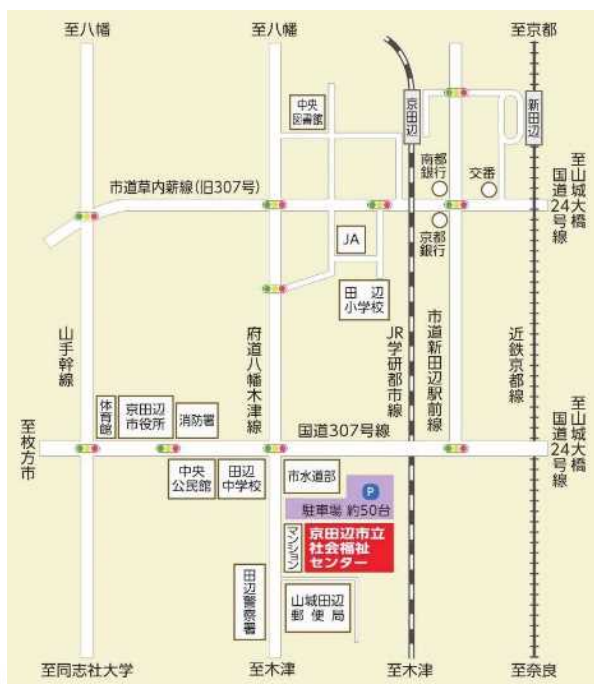 至八幡
至八幡
至京都
中央
図書館
京田辺
新田辺
南都
銀行
交番
市道草内薪線(旧307号)
至山城大橋
国道24号線
JA
京都
銀行
田辺
小学校
山手幹線
府道八幡木津線
JR学研都市線
市道新田辺駅前線
近鉄京都線
体育館
京田辺
市役所
消防署
国道307号線
至枚方市
至山城大橋
国道24号線
中央
公民館
田辺
中学校
市水道部
P
駐車場 約50台
マンション
京田辺市立
社会福祉
センター
田辺警察署
山城田辺
郵便局
至同志社大学
至木津
至木津
至奈良